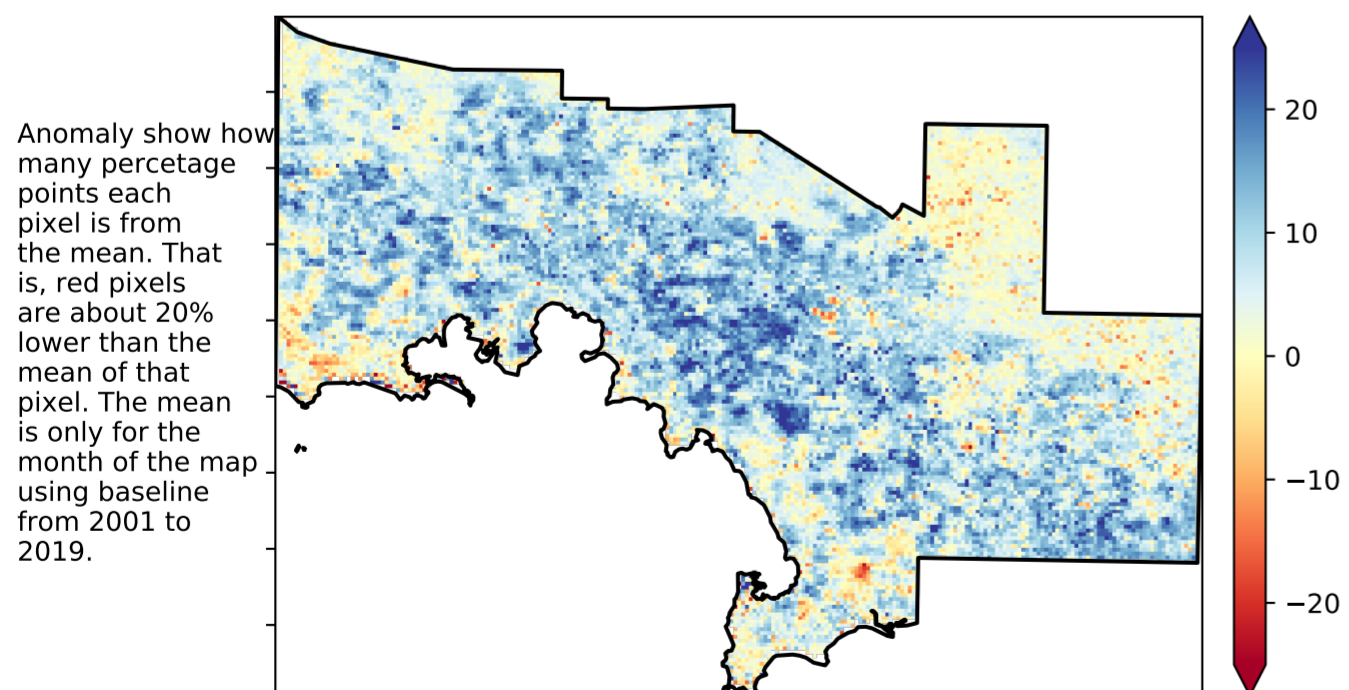 Anomaly show how
many percetage
points each
pixel is from
the mean. That
is, red pixels
are about 20%
lower than the
mean of that
pixel. The mean
is only for the
month of the map
using baseline
from 2001 to
2019.
20
10
0
−10
−20